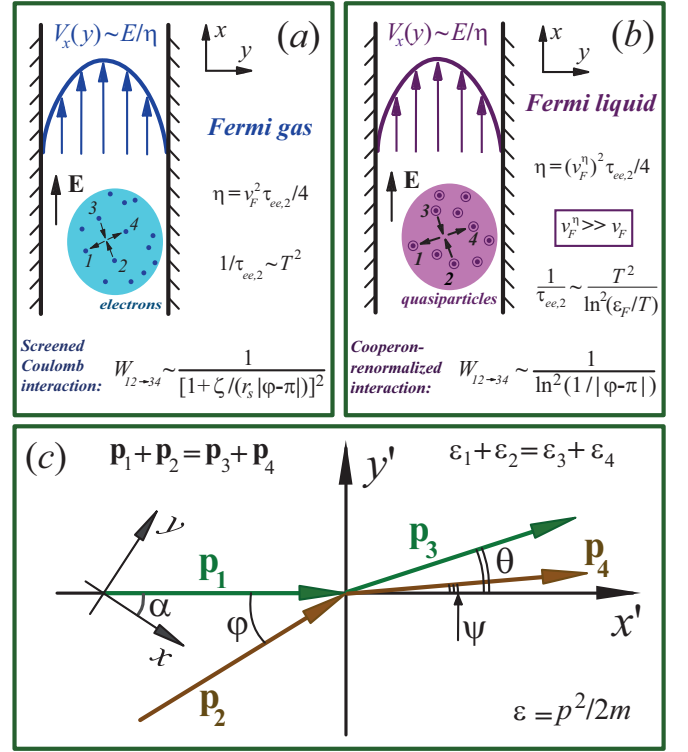 (a)
V_x(y)~E/η
x
y
Fermi gas
η=v_F^2 τ_{ee,2}/4
E
3
4
1
2
1/τ_{ee,2}~T^2
electrons
Screened
Coulomb
interaction:
W_{12→34} ~ 1/[1+ζ/(r_s|φ-π|)]^2
(b)
V_x(y)~E/η
x
y
Fermi liquid
η=(v_F^η)^2 τ_{ee,2}/4
E
3
4
1
2
v_F^η >> v_F
quasiparticles
1/τ_{ee,2} ~ T^2/ln^2(ε_F/T)
Cooperon-
renormalized
interaction:
W_{12→34} ~ 1/ln^2(1/|φ-π|)
(c)
p_1+p_2=p_3+p_4
y'
ε_1+ε_2=ε_3+ε_4
y
p_3
p_1
θ
p_4
α
x
φ
ψ
x'
p_2
ε=p^2/2m